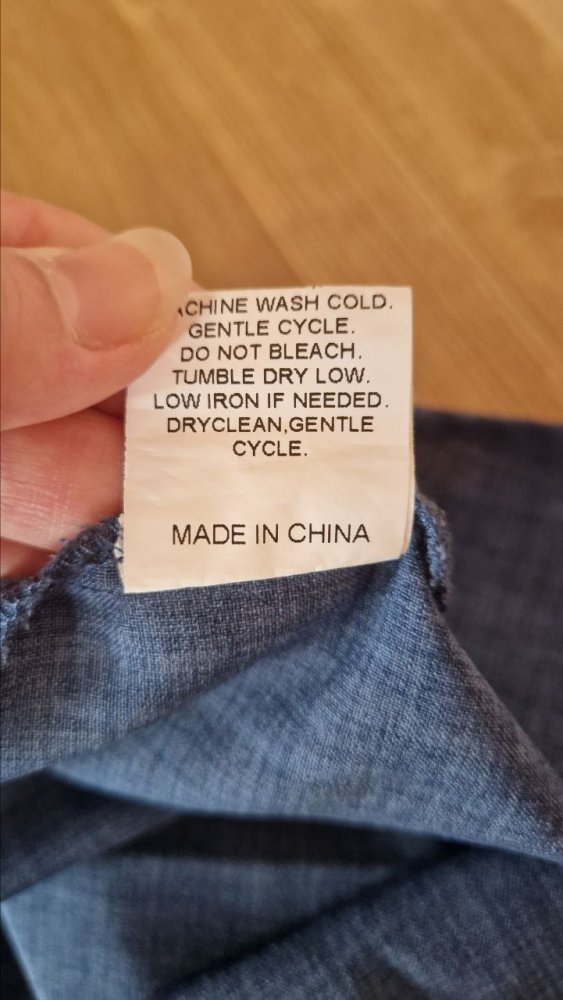 ACHINE WASH COLD.
GENTLE CYCLE.
DO NOT BLEACH.
TUMBLE DRY LOW.
LOW IRON IF NEEDED.
DRYCLEAN,GENTLE
CYCLE.
MADE IN CHINA